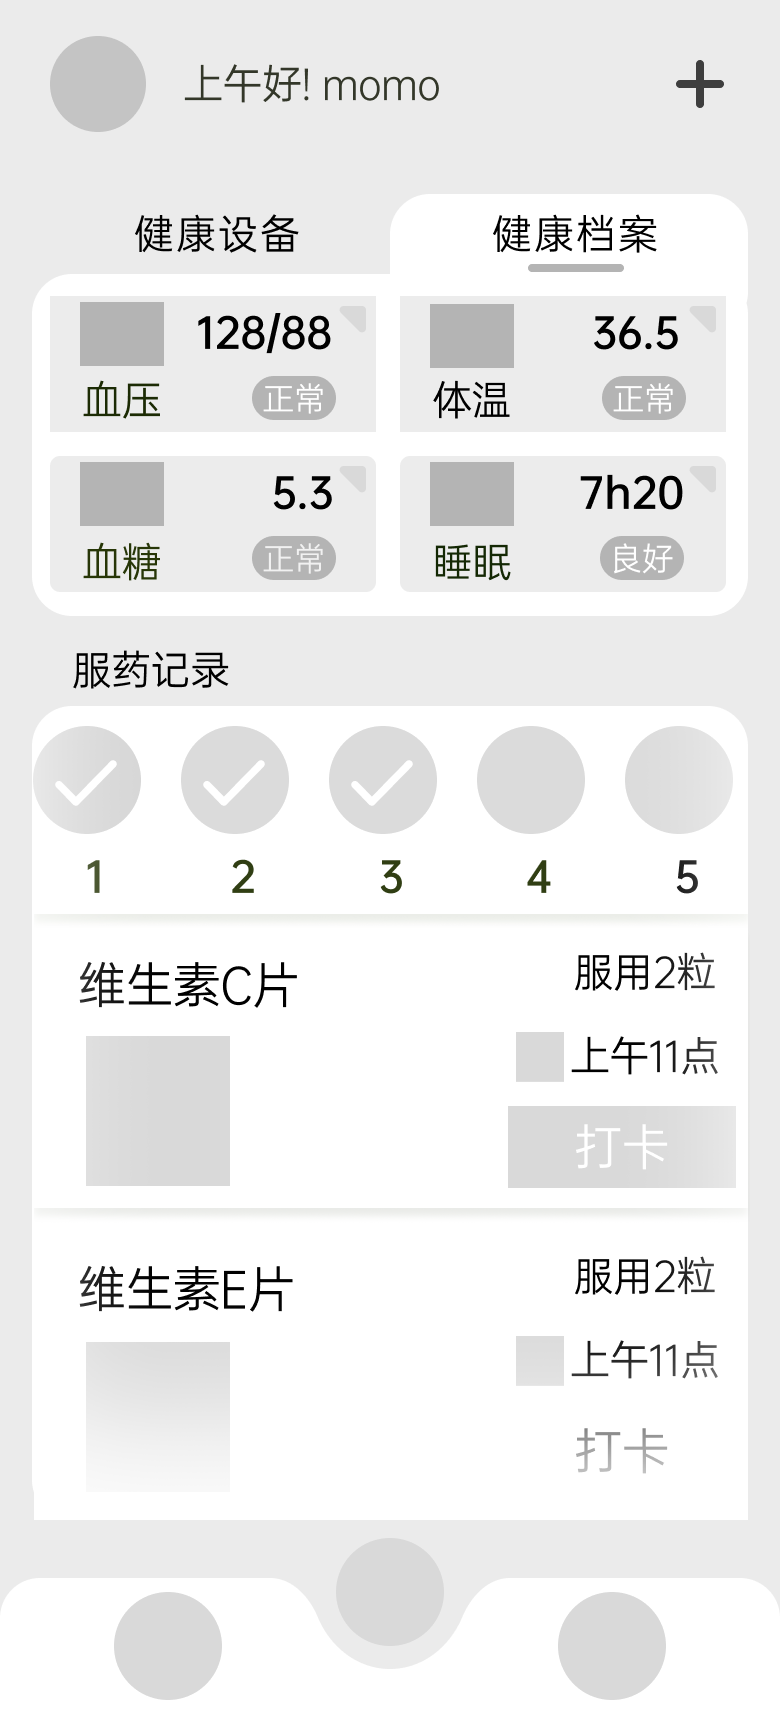 上午好! momo
健康设备
健康档案
128/88
血压
正常
36.5
体温
正常
5.3
血糖
正常
7h20
睡眠
良好
服药记录
1 2 3 4 5
维生素C片
服用2粒
上午11点
打卡
维生素E片
服用2粒
上午11点
打卡